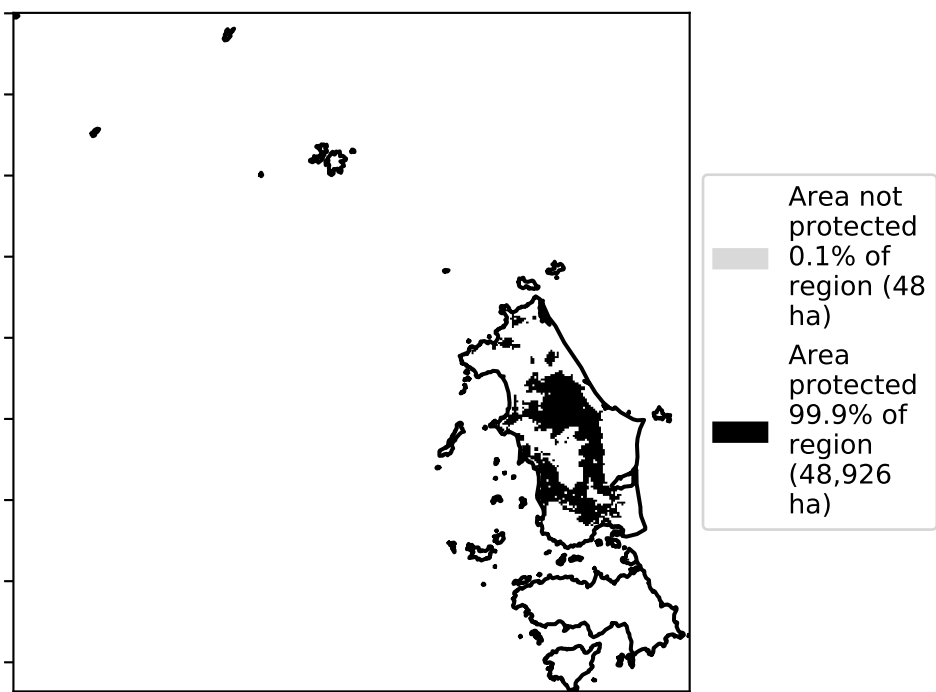 Area not
protected
0.1% of
region (48
ha)
Area
protected
99.9% of
region
(48,926
ha)